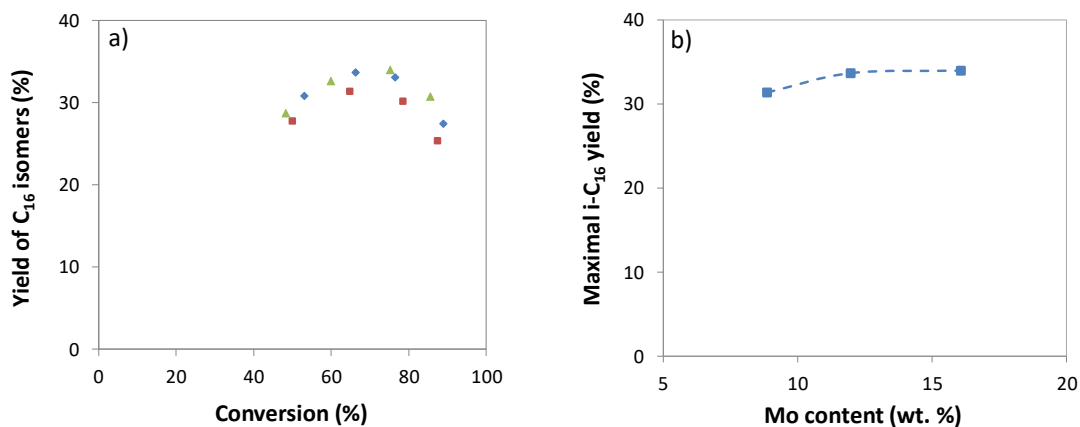 a)
Yield of C₁₆ isomers (%)
40
30
20
10
0
0 20 40 60 80 100
Conversion (%)
b)
Maximal i-C₁₆ yield (%)
40
30
20
10
0
5 10 15 20
Mo content (wt. %)